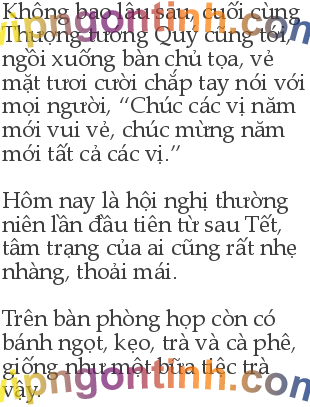 Không bao lâu sau, cuối cùng
Thượng tướng Quý cũng tới,
ngồi xuống bàn chủ tọa, vẻ
mặt tươi cười chắp tay nói với
mọi người, “Chúc các vị năm
mới vui vẻ, chúc mừng năm
mới tất cả các vị.”
Hôm nay là hội nghị thường
niên lần đầu tiên từ sau Tết,
tâm trạng của ai cũng rất nhẹ
nhàng, thoải mái.
Trên bàn phòng họp còn có
bánh ngọt, kẹo, trà và cà phê,
giống như một bữa tiệc trà
vậy.
vipngontinh.com
vipngontinh.com